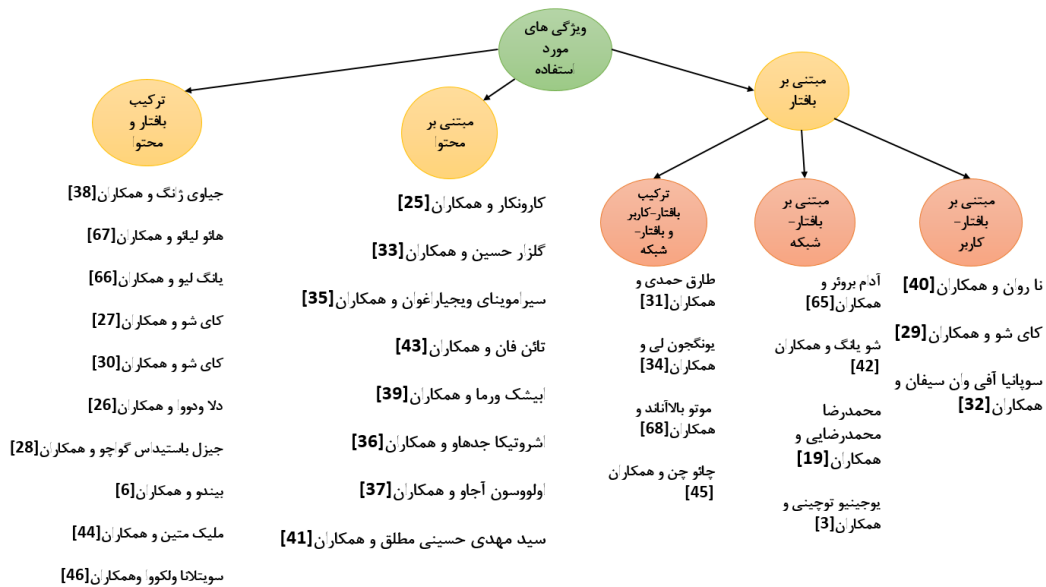 ویژگی های
مورد
استفاده
مبتنی بر
بافتار
مبتنی بر
محتوا
ترکیب
بافتار و
محتوا
مبتنی بر
بافتار-
کاربر
مبتنی بر
بافتار-
شبکه
ترکیب
بافتار-کاربر
و بافتار-
شبکه
نا روان و همکاران[40]
کای شو و همکاران[29]
سوپانیا آفی وان سیفان و
همکاران[32]
آدام بروئر و
همکاران[65]
شو یانگ و همکاران
[42]
محمدرضا
محمدرضایی و
همکاران[19]
یوجینیو توچینی و
همکاران[3]
طارق حمدی و
همکاران[31]
یونگجون لی و
همکاران[34]
موتو بالاآناند و
همکاران[68]
چائو چن و همکاران
[45]
کارونکار و همکاران[25]
گلزار حسین و همکاران[33]
سیراموینای ویجیاراغوان و همکاران[35]
تائن فان و همکاران[43]
ابیشک ورما و همکاران[39]
اشروتیکا جدهاو و همکاران[36]
اولووسون آجاو و همکاران[37]
سید مهدی حسینی مطلق و همکاران[41]
جیاوی ژانگ و همکاران[38]
هائو لیائو و همکاران[67]
یانگ لیو و همکاران[66]
کای شو و همکاران[27]
کای شو و همکاران[30]
دلا ودووا و همکاران[26]
جیزل باستیداس گواچو و همکاران[28]
بیندو و همکاران[6]
ملیک متین و همکاران[44]
سویتلانا ولکووا وهمکاران[46]